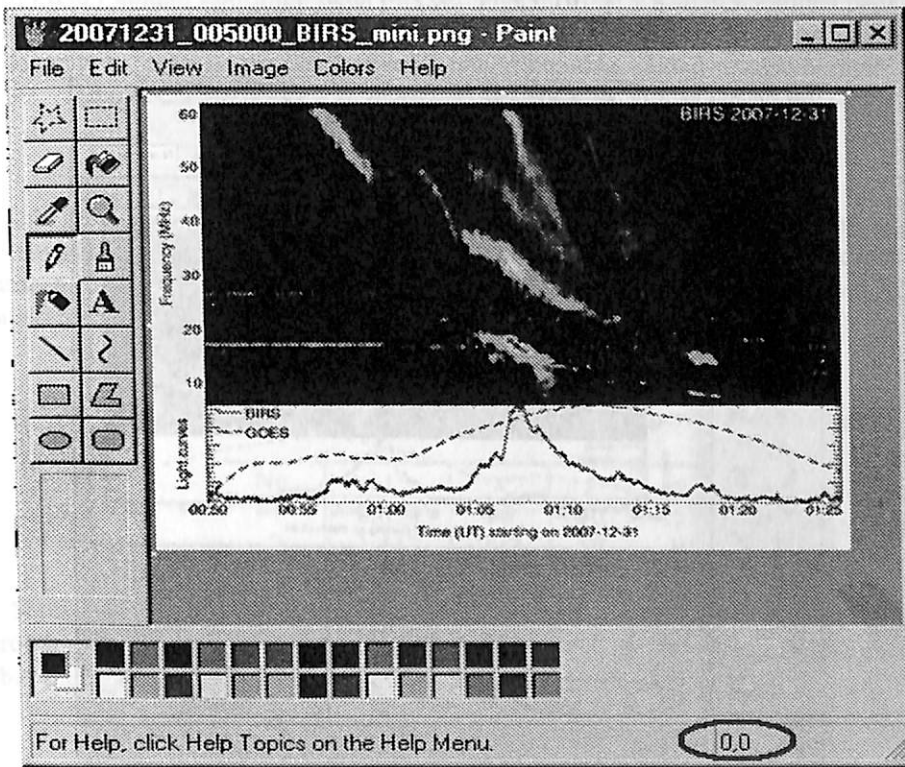 20071231_005000_BIRS_mini.png - Paint
File Edit View Image Colors Help
BIRS 2007-12-31
60
50
40
30
20
10
Frequency (MHz)
A
BIRS
GOES
Light curves
00:50 00:55 01:00 01:05 01:10 01:15 01:20 01:25
Time (UT) starting on 2007-12-31
For Help, click Help Topics on the Help Menu.
0,0